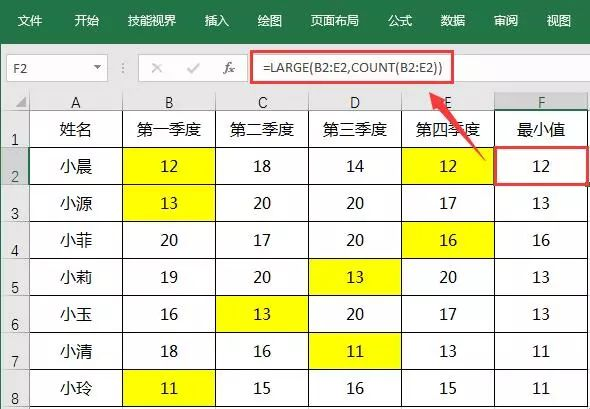 文件 开始 技能视界 插入 绘图 页面布局 公式 数据 审阅 视图
F2 fx =LARGE(B2:E2,COUNT(B2:E2))
A B C D E F
1 姓名 第一季度 第二季度 第三季度 第四季度 最小值
2 小晨 12 18 14 12 12
3 小源 13 20 20 17 13
4 小菲 20 17 20 16 16
5 小莉 19 20 13 20 13
6 小玉 16 13 20 17 13
7 小清 18 16 11 13 11
8 小玲 11 15 16 15 11